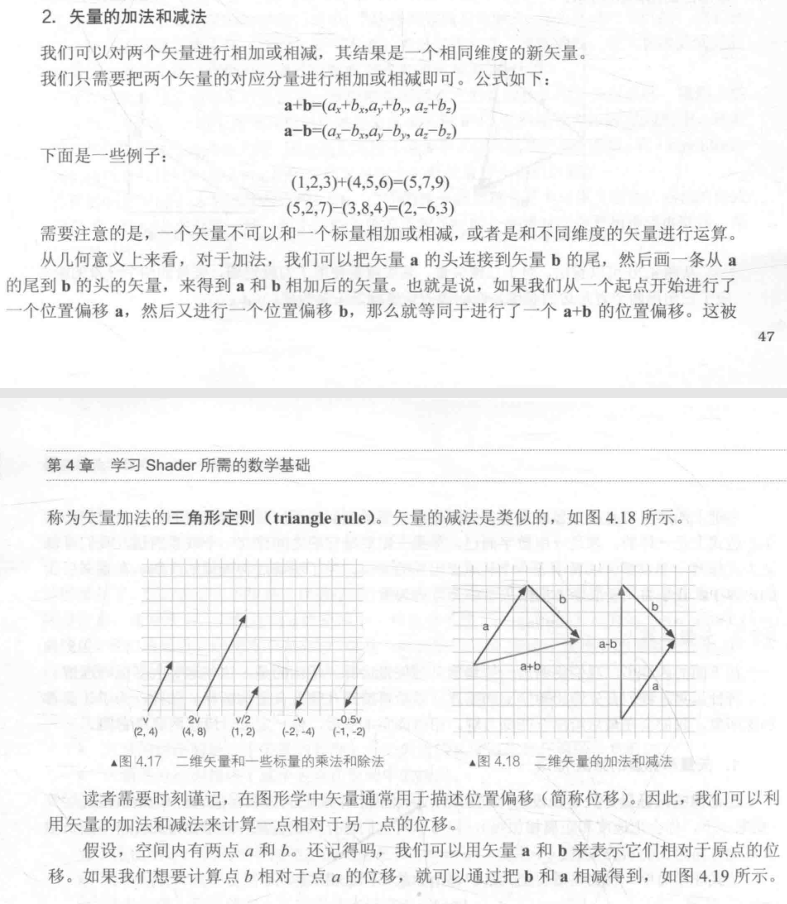 2. 矢量的加法和减法
我们可以对两个矢量进行相加或相减，其结果是一个相同维度的新矢量。
我们只需要把两个矢量的对应分量进行相加或相减即可。公式如下：
a+b=(aₓ+bₓ,a_y+b_y, a_z+b_z)
a−b=(aₓ−bₓ,a_y−b_y, a_z−b_z)
下面是一些例子：
(1,2,3)+(4,5,6)=(5,7,9)
(5,2,7)−(3,8,4)=(2,−6,3)
需要注意的是，一个矢量不可以和一个标量相加或相减，或者是和不同维度的矢量进行运算。
从几何意义上来看，对于加法，我们可以把矢量 a 的头连接到矢量 b 的尾，然后画一条从 a
的尾到 b 的头的矢量，来得到 a 和 b 相加后的矢量。也就是说，如果我们从一个起点开始进行了
一个位置偏移 a，然后又进行一个位置偏移 b，那么就等同于进行了一个 a+b 的位置偏移。这被
47
第 4 章 学习 Shader 所需的数学基础
称为矢量加法的三角形定则（triangle rule）。矢量的减法是类似的，如图 4.18 所示。
v 2v v/2 -v -0.5v
(2, 4) (4, 8) (1, 2) (-2, -4) (-1, -2)
▲图 4.17 二维矢量和一些标量的乘法和除法
a
b
a+b
b
a-b
a
▲图 4.18 二维矢量的加法和减法
读者需要时刻谨记，在图形学中矢量通常用于描述位置偏移（简称位移）。因此，我们可以利
用矢量的加法和减法来计算一点相对于另一点的位移。
假设，空间内有两点 a 和 b。还记得吗，我们可以用矢量 a 和 b 来表示它们相对于原点的位
移。如果我们想要计算点 b 相对于点 a 的位移，就可以通过把 b 和 a 相减得到，如图 4.19 所示。